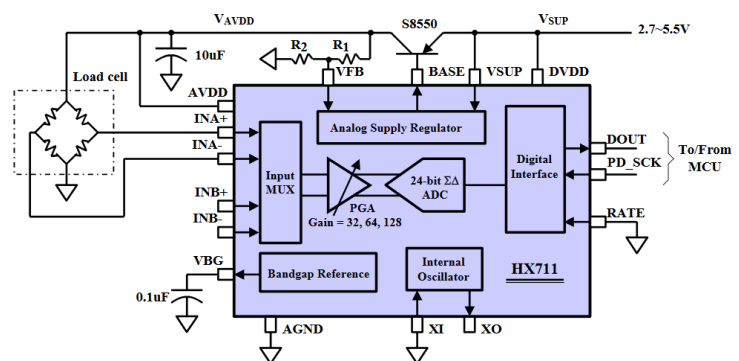 V_AVDD
S8550
V_SUP
2.7~5.5V
10uF
R2
R1
Load cell
VFB
BASE
VSUP
DVDD
AVDD
INA+
INA-
INB+
INB-
VBG
Analog Supply Regulator
Input
MUX
PGA
Gain = 32, 64, 128
24-bit ΣΔ
ADC
Digital
Interface
DOUT
PD_SCK
RATE
To/From
MCU
Bandgap Reference
Internal
Oscillator
HX711
0.1uF
AGND
XI
XO